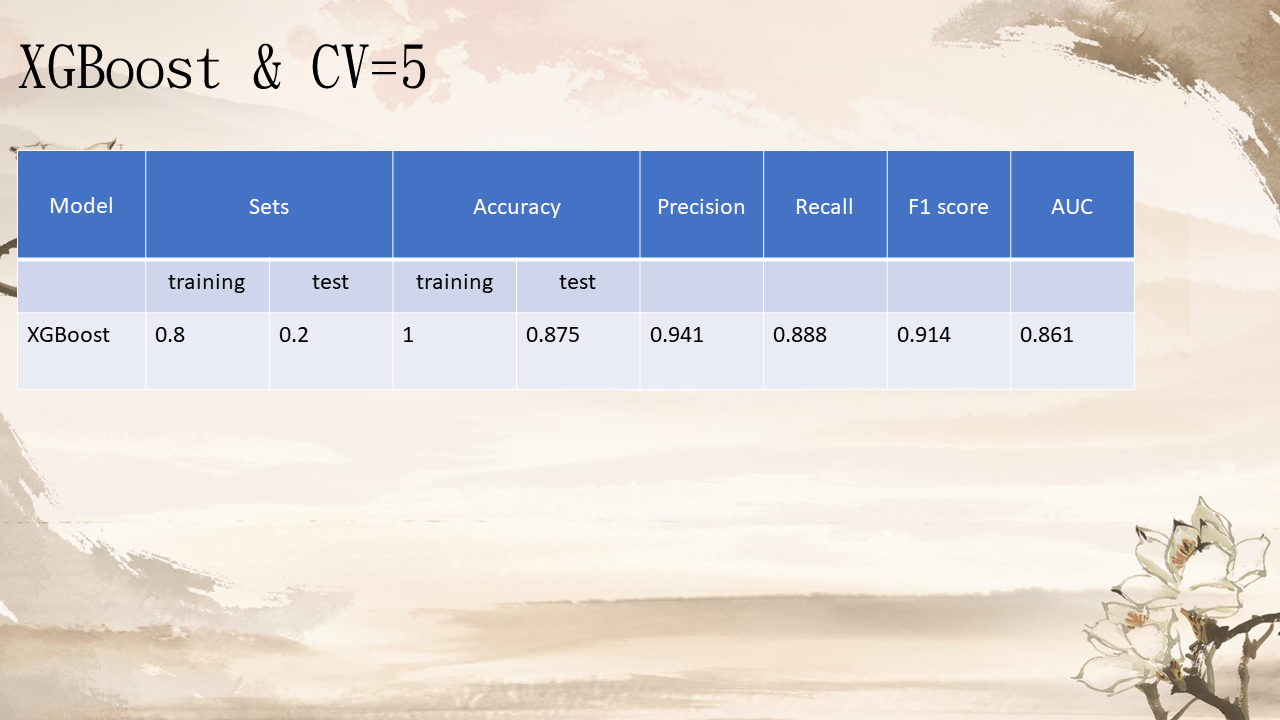 XGBoost & CV=5
Model Sets Accuracy Precision Recall F1 score AUC
training test training test
XGBoost 0.8 0.2 1 0.875 0.941 0.888 0.914 0.861